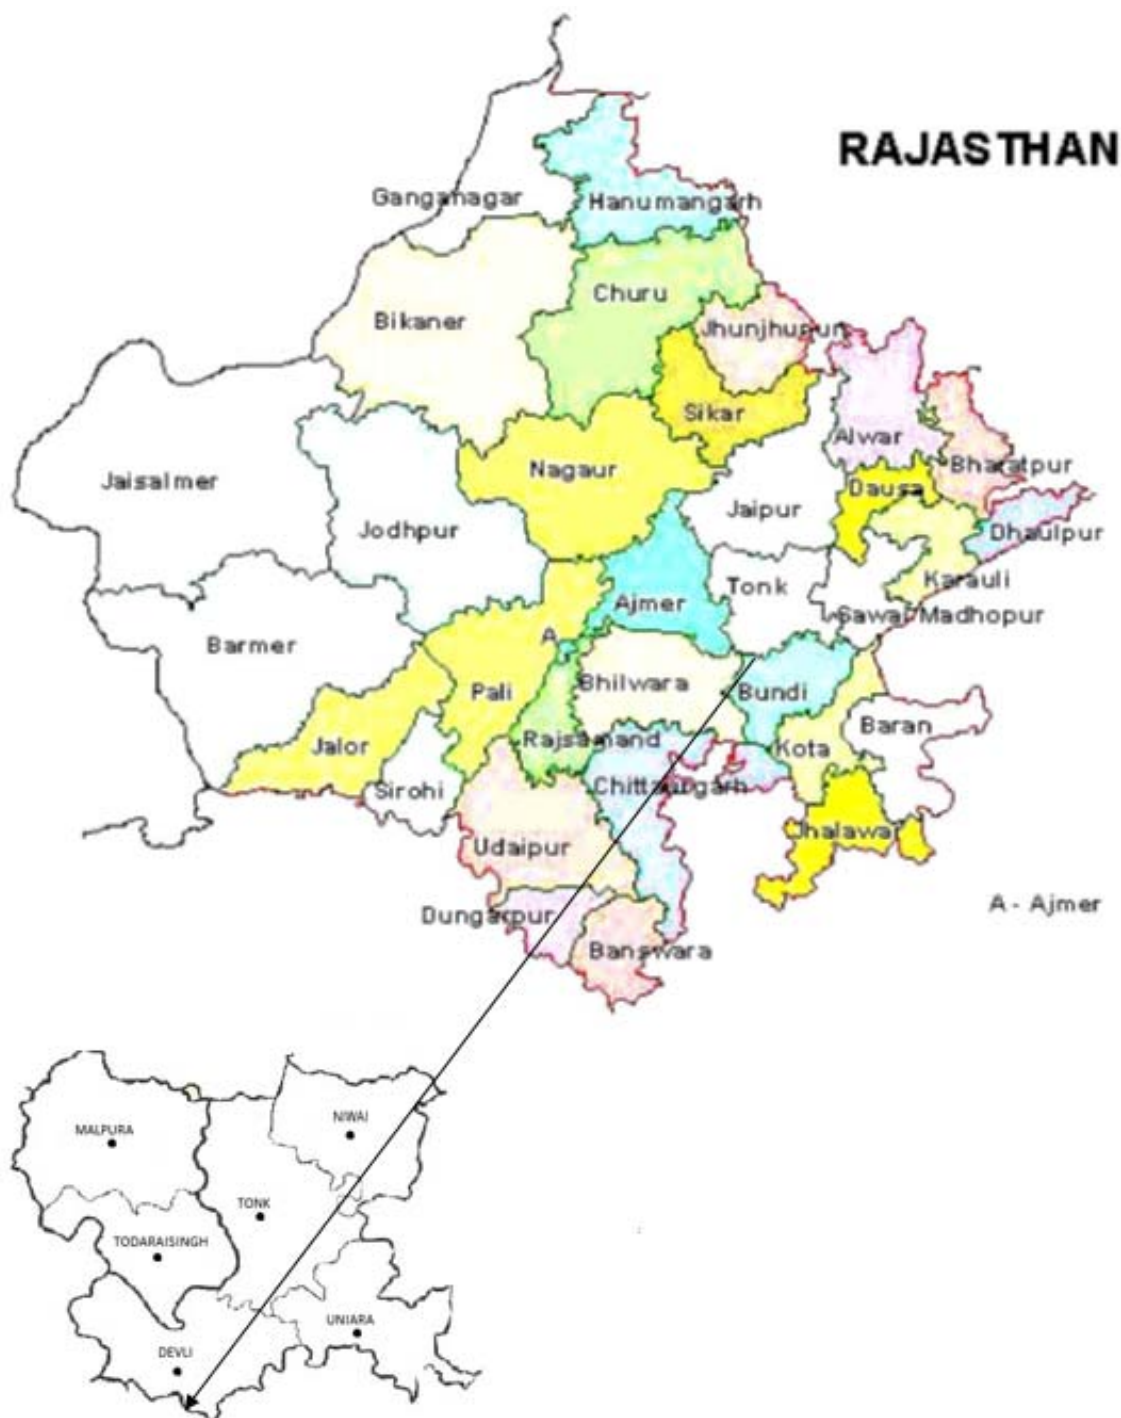 RAJASTHAN
Ganganagar
Hanumangarh
Churu
Bikaner
Jhunjhunun
Sikar
Alwar
Bharatpur
Nagaur
Jaisalmer
Dausa
Jaipur
Jodhpur
Dhaulpur
Karauli
Tonk
Ajmer
Sawai Madhopur
A
Barmer
Bhilwara
Pali
Bundi
Baran
Rajsamand
Jalor
Kota
Sirohi
Chittaurgarh
Jhalawar
Udaipur
A - Ajmer
Dungarpur
Banswara
NIWAI
MALPURA
TONK
TODARAISINGH
UNIARA
DEVLI